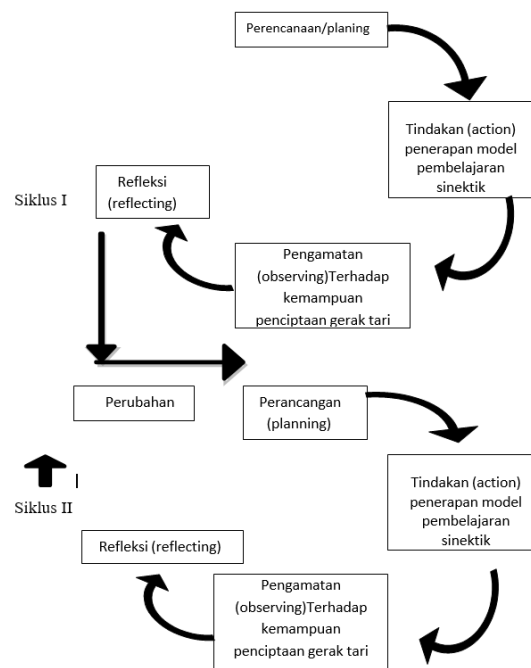 Perencanaan/planing
Tindakan (action)
penerapan model
pembelajaran
sinektik
Siklus I
Refleksi
(reflecting)
Pengamatan
(observing)Terhadap
kemampuan
penciptaan gerak tari
Perubahan
Perancangan
(planning)
Siklus II
Tindakan (action)
penerapan model
pembelajaran
sinektik
Refleksi (reflecting)
Pengamatan
(observing)Terhadap
kemampuan
penciptaan gerak tari